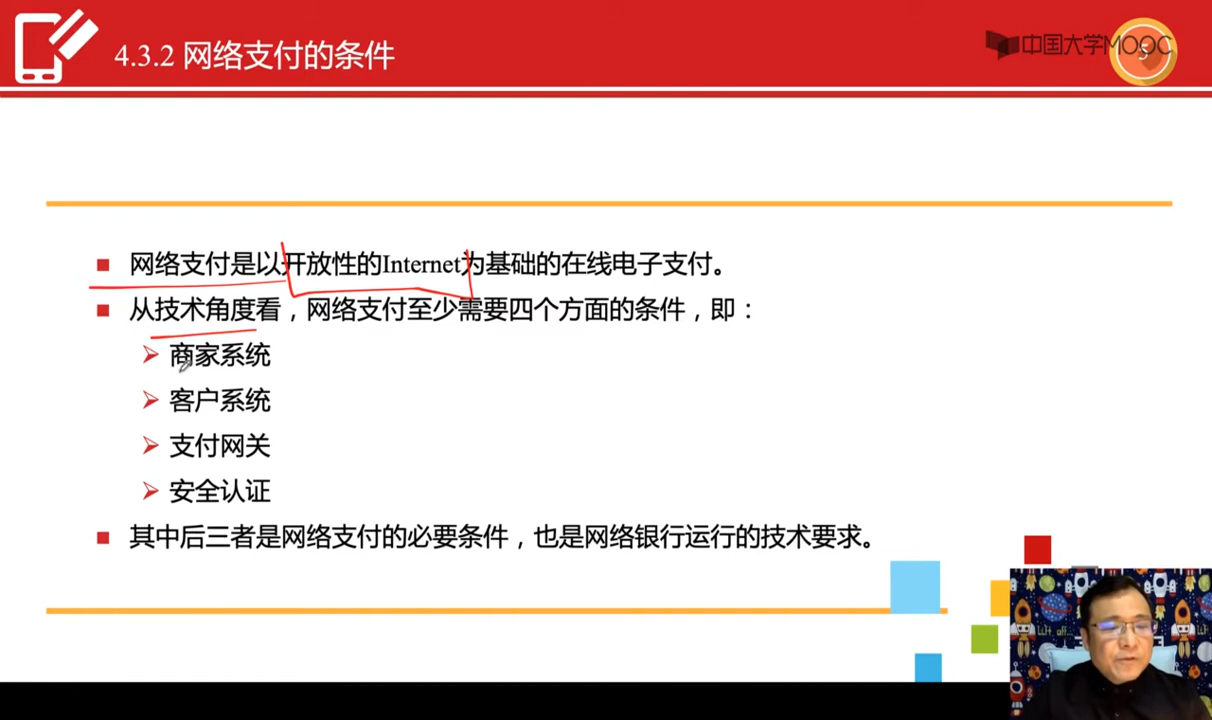 4.3.2 网络支付的条件
中国大学MOOC
5
网络支付是以开放性的Internet为基础的在线电子支付。
从技术角度看，网络支付至少需要四个方面的条件，即：
商家系统
客户系统
支付网关
安全认证
其中后三者是网络支付的必要条件，也是网络银行运行的技术要求。